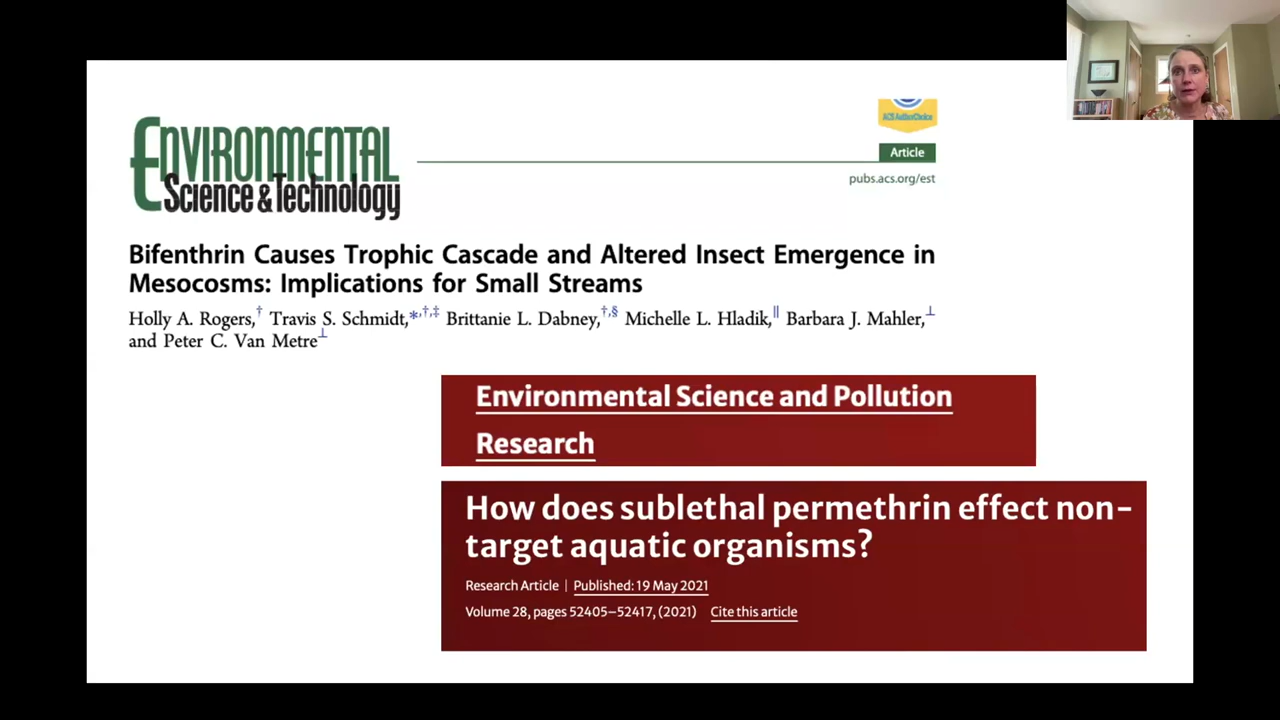 ENVIRONMENTAL
Science & Technology
ACS AuthorChoice
Article
pubs.acs.org/est
Bifenthrin Causes Trophic Cascade and Altered Insect Emergence in
Mesocosms: Implications for Small Streams
Holly A. Rogers,† Travis S. Schmidt,*,†,‡ Brittanie L. Dabney,†,§ Michelle L. Hladik,∥ Barbara J. Mahler,⊥
and Peter C. Van Metre⊥
Environmental Science and Pollution
Research
How does sublethal permethrin effect non-
target aquatic organisms?
Research Article | Published: 19 May 2021
Volume 28, pages 52405–52417, (2021) Cite this article